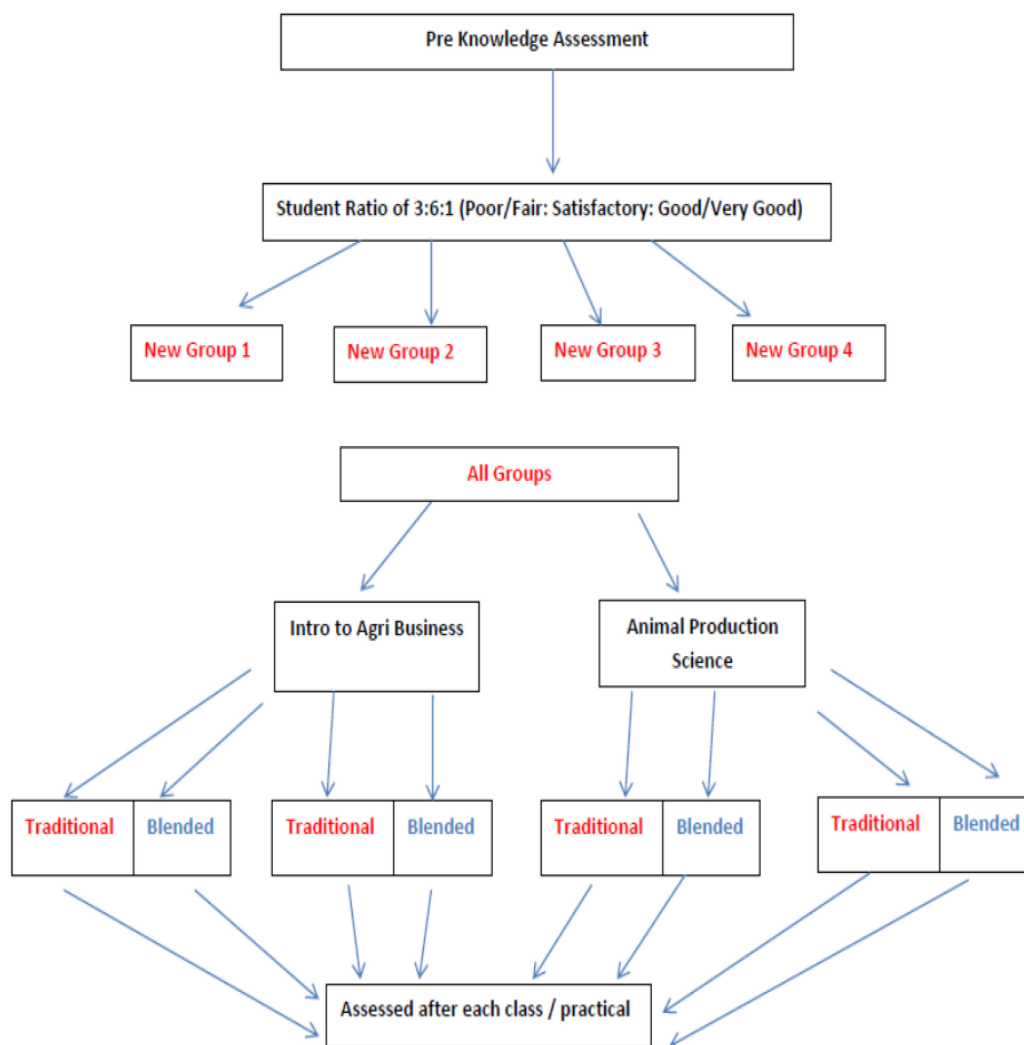 Pre Knowledge Assessment
Student Ratio of 3:6:1 (Poor/Fair: Satisfactory: Good/Very Good)
New Group 1
New Group 2
New Group 3
New Group 4
All Groups
Intro to Agri Business
Animal Production
Science
Traditional
Blended
Traditional
Blended
Traditional
Blended
Traditional
Blended
Assessed after each class / practical